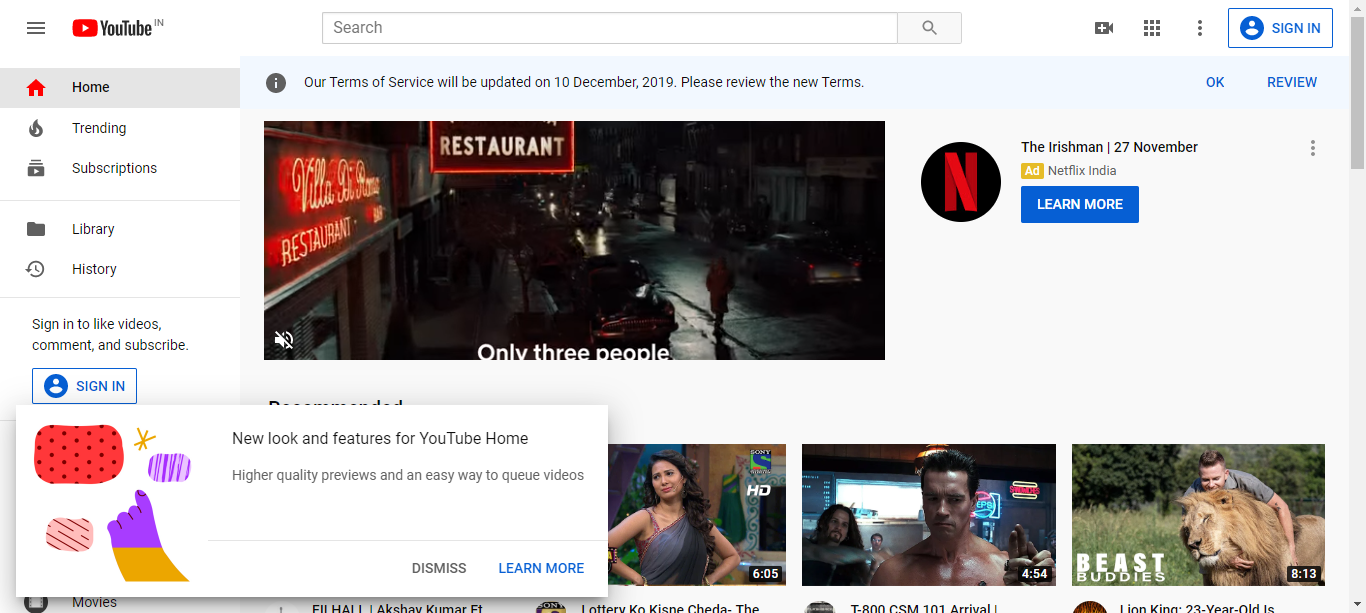 YouTube IN
Search
SIGN IN
Home
Trending
Subscriptions
Library
History
Sign in to like videos,
comment, and subscribe.
SIGN IN
Our Terms of Service will be updated on 10 December, 2019. Please review the new Terms.
OK
REVIEW
RESTAURANT
Villa Di Roma
RESTAURANT
Only three people,
The Irishman | 27 November
Ad Netflix India
LEARN MORE
Recommended
New look and features for YouTube Home
Higher quality previews and an easy way to queue videos
DISMISS
LEARN MORE
SONY
HD
6:05
4:54
BEAST
BUDDIES
8:13
Movies
FILHALL | Akshay Kumar Ft
Lottery Ko Kisne Cheda- The
T-800 CSM 101 Arrival |
Lion King: 23-Year-Old Is